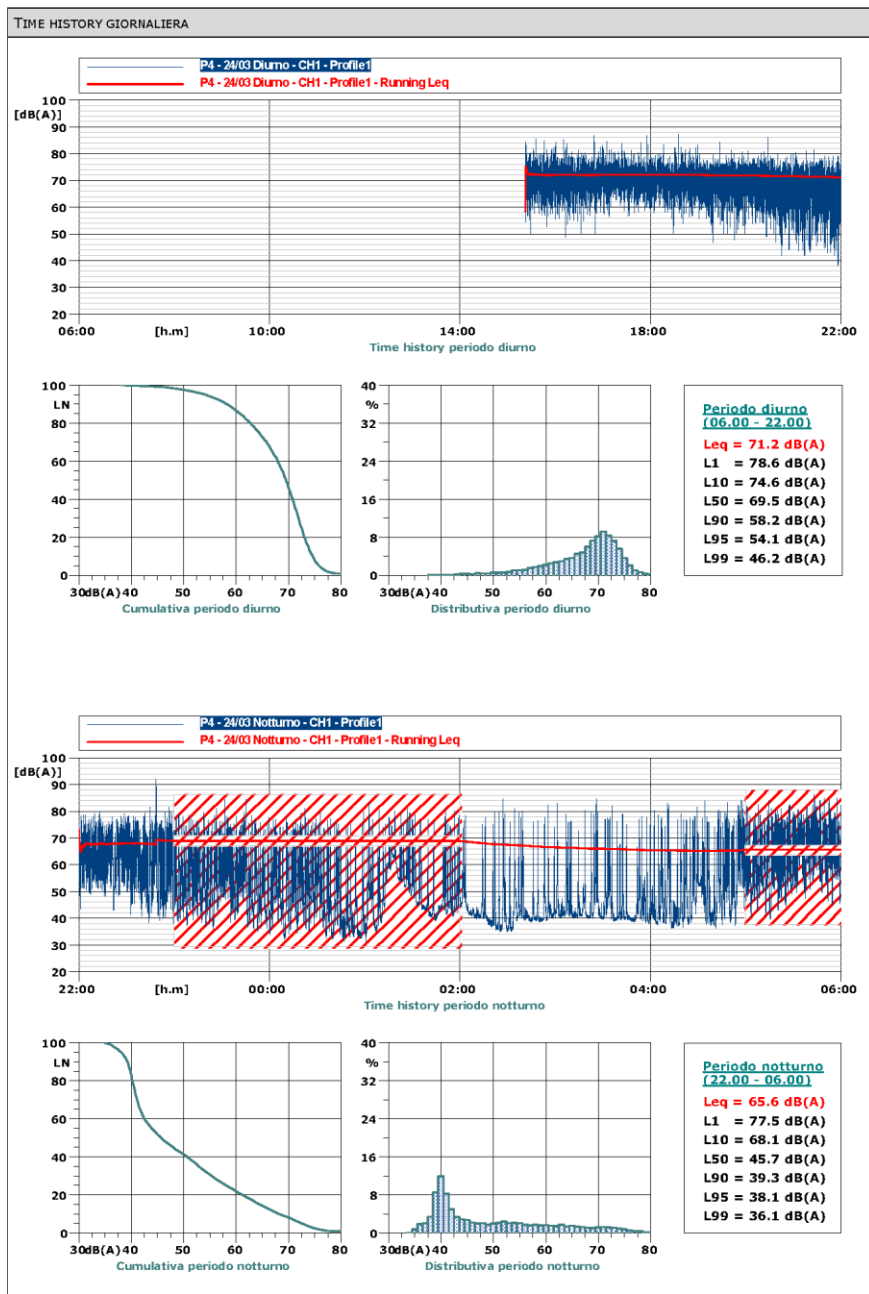 TIME HISTORY GIORNALIERA
P4 - 24/03 Diurno - CH1 - Profile1
P4 - 24/03 Diurno - CH1 - Profile1 - Running Leq
100
[dB(A)]
90
80
70
60
50
40
30
20
06:00 [h.m] 10:00 14:00 18:00 22:00
Time history periodo diurno
100
LN
80
60
40
20
0
30 dB(A) 40 50 60 70 80
Cumulativa periodo diurno
40
%
32
24
16
8
0
30 dB(A) 40 50 60 70 80
Distributiva periodo diurno
Periodo diurno
(06.00 - 22.00)
Leq = 71.2 dB(A)
L1 = 78.6 dB(A)
L10 = 74.6 dB(A)
L50 = 69.5 dB(A)
L90 = 58.2 dB(A)
L95 = 54.1 dB(A)
L99 = 46.2 dB(A)
P4 - 24/03 Notturno - CH1 - Profile1
P4 - 24/03 Notturno - CH1 - Profile1 - Running Leq
100
[dB(A)]
90
80
70
60
50
40
30
20
22:00 [h.m] 00:00 02:00 04:00 06:00
Time history periodo notturno
100
LN
80
60
40
20
0
30 dB(A) 40 50 60 70 80
Cumulativa periodo notturno
40
%
32
24
16
8
0
30 dB(A) 40 50 60 70 80
Distributiva periodo notturno
Periodo notturno
(22.00 - 06.00)
Leq = 65.6 dB(A)
L1 = 77.5 dB(A)
L10 = 68.1 dB(A)
L50 = 45.7 dB(A)
L90 = 39.3 dB(A)
L95 = 38.1 dB(A)
L99 = 36.1 dB(A)